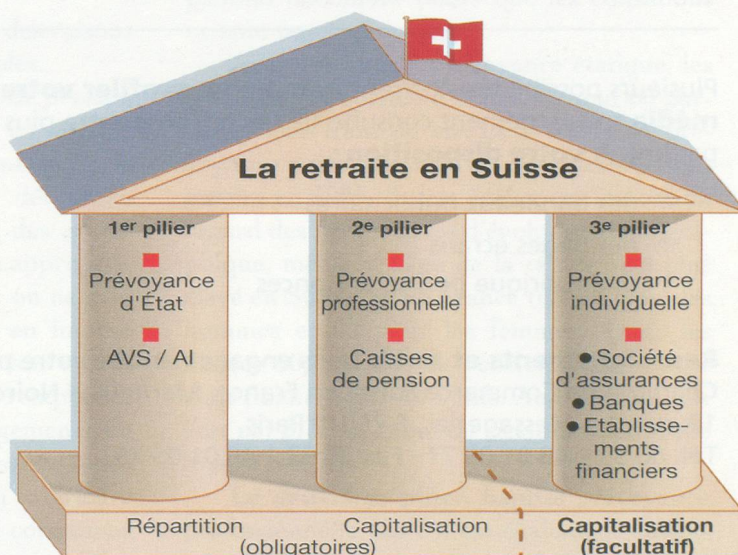 La retraite en Suisse
1er pilier
Prévoyance
d'État
AVS / AI
2e pilier
Prévoyance
professionnelle
Caisses
de pension
3e pilier
Prévoyance
individuelle
● Société
d'assurances
● Banques
● Etablisse-
ments
financiers
Répartition
Capitalisation
(obligatoires)
Capitalisation
(facultatif)